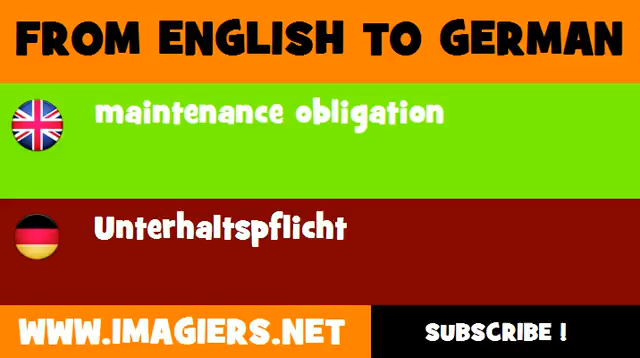 FROM ENGLISH TO GERMAN
maintenance obligation
Unterhaltspflicht
WWW.IMAGIERS.NET
SUBSCRIBE !